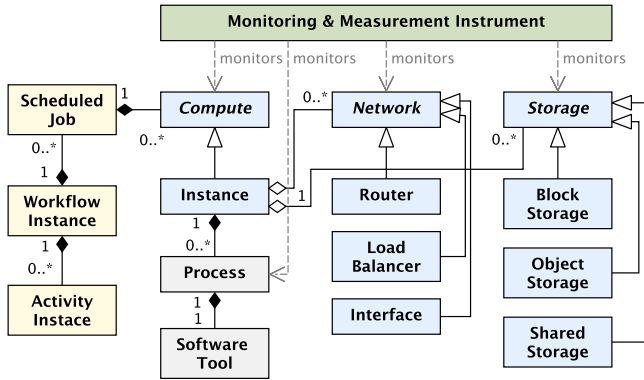 Monitoring & Measurement Instrument
monitors
monitors
monitors
monitors
Scheduled
Job
1
Compute
0..*
0..*
Network
Storage
0..*
0..*
1
Workflow
Instance
Instance
1
Router
Block
Storage
1
0..*
1
0..*
Process
Load
Balancer
Object
Storage
Activity
Instace
1
1
Software
Tool
Interface
Shared
Storage